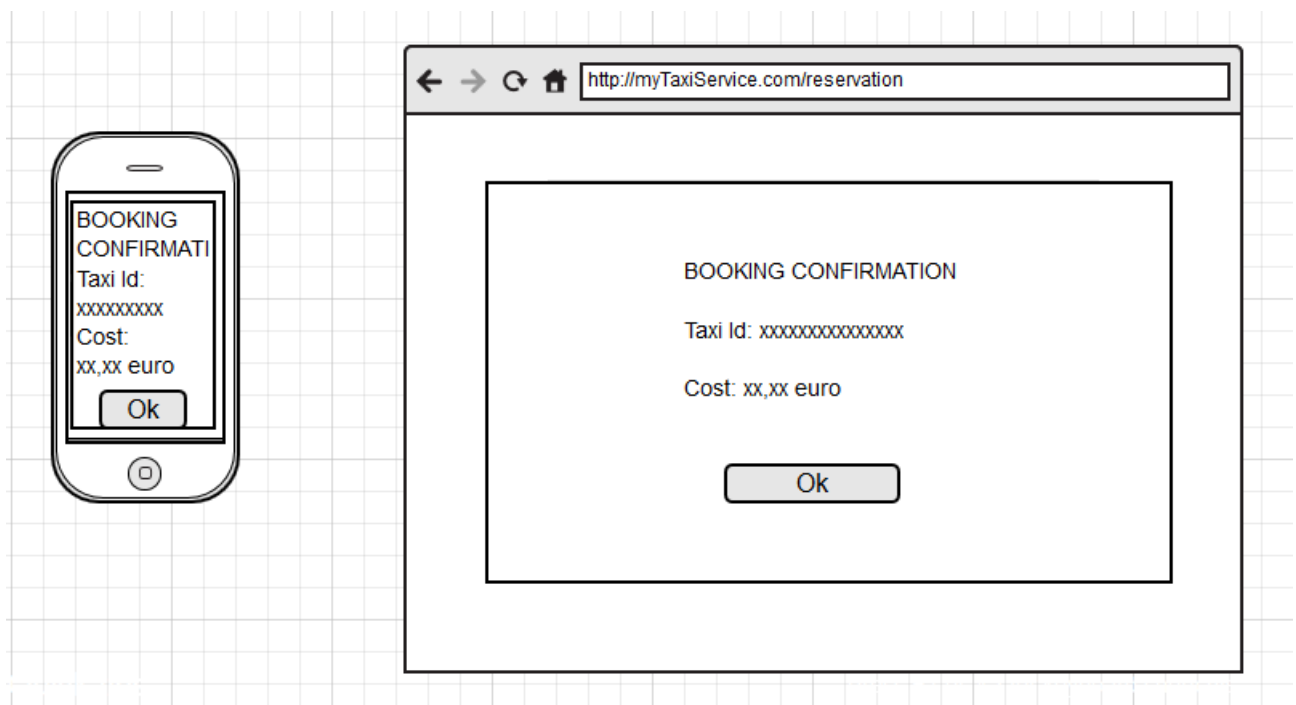 BOOKING
CONFIRMATI
Taxi Id:
xxxxxxxxx
Cost:
xx,xx euro
Ok
http://myTaxiService.com/reservation
BOOKING CONFIRMATION
Taxi Id: xxxxxxxxxxxxxxx
Cost: xx,xx euro
Ok